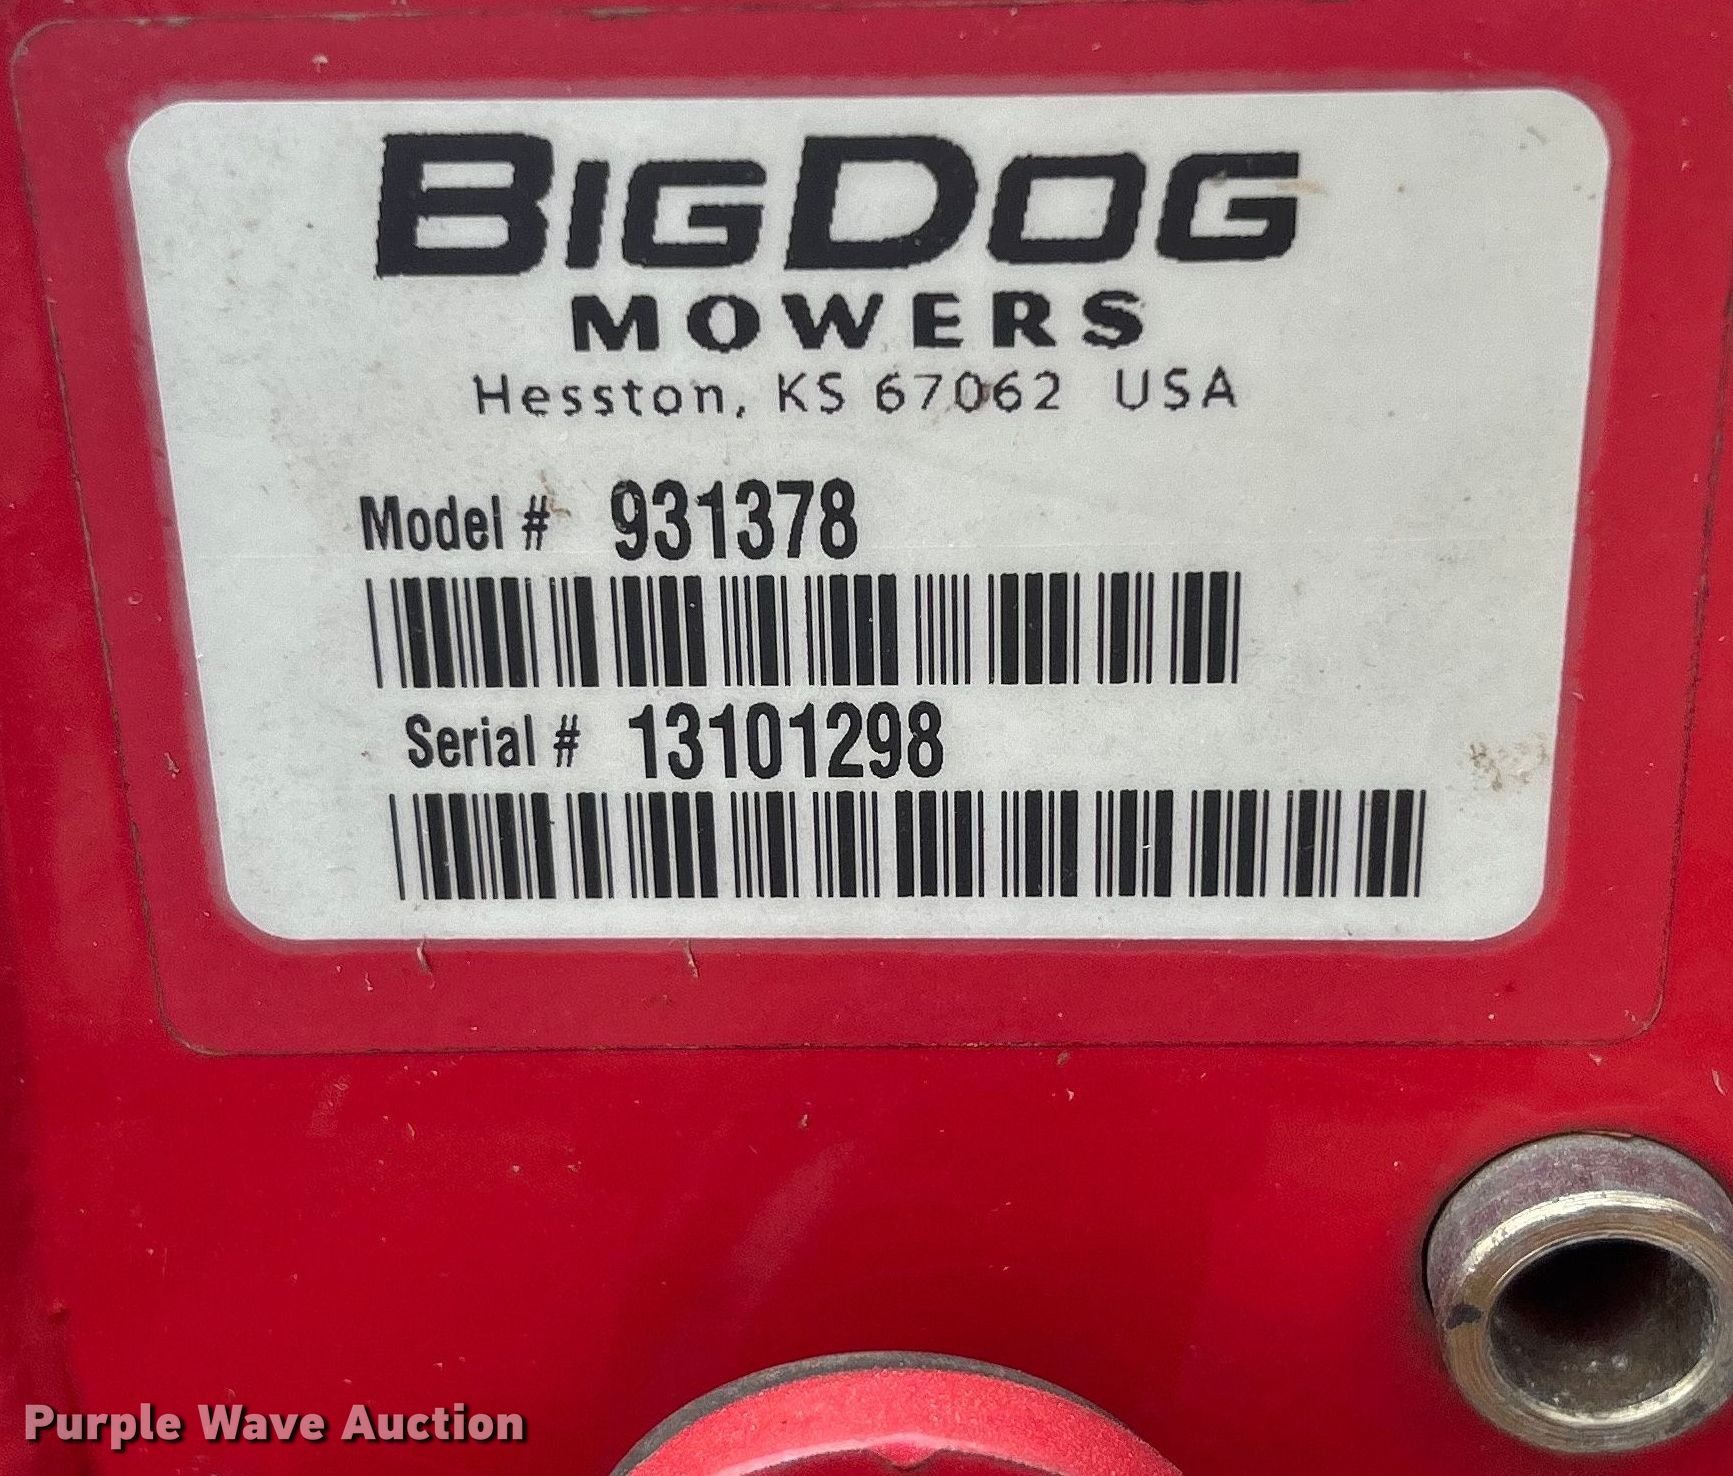 BIGDOG
MOWERS
Hesston, KS 67062 USA
Model # 931378
Serial # 13101298
Purple Wave Auction